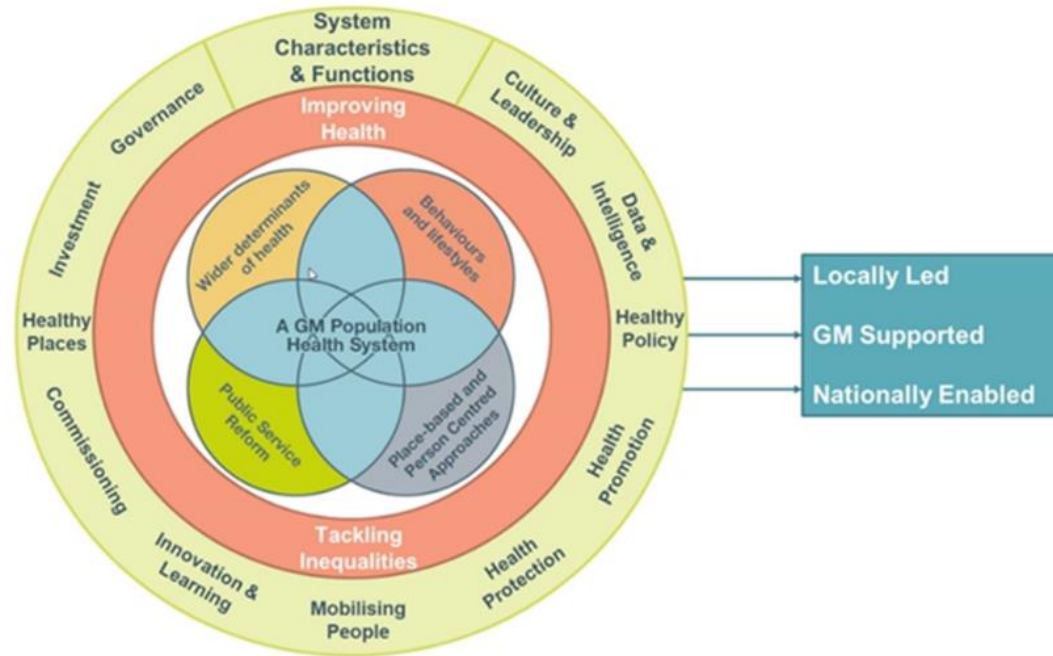 System
Characteristics
& Functions
Culture &
Leadership
Data &
Intelligence
Healthy
Policy
Health
Promotion
Health
Protection
Mobilising
People
Innovation &
Learning
Commissioning
Healthy
Places
Investment
Governance
Improving
Health
Tackling
Inequalities
Wider determinants
of health
Behaviours
and lifestyles
A GM Population
Health System
Public Service
Reform
Place-based and
Person Centred
Approaches
Locally Led
GM Supported
Nationally Enabled